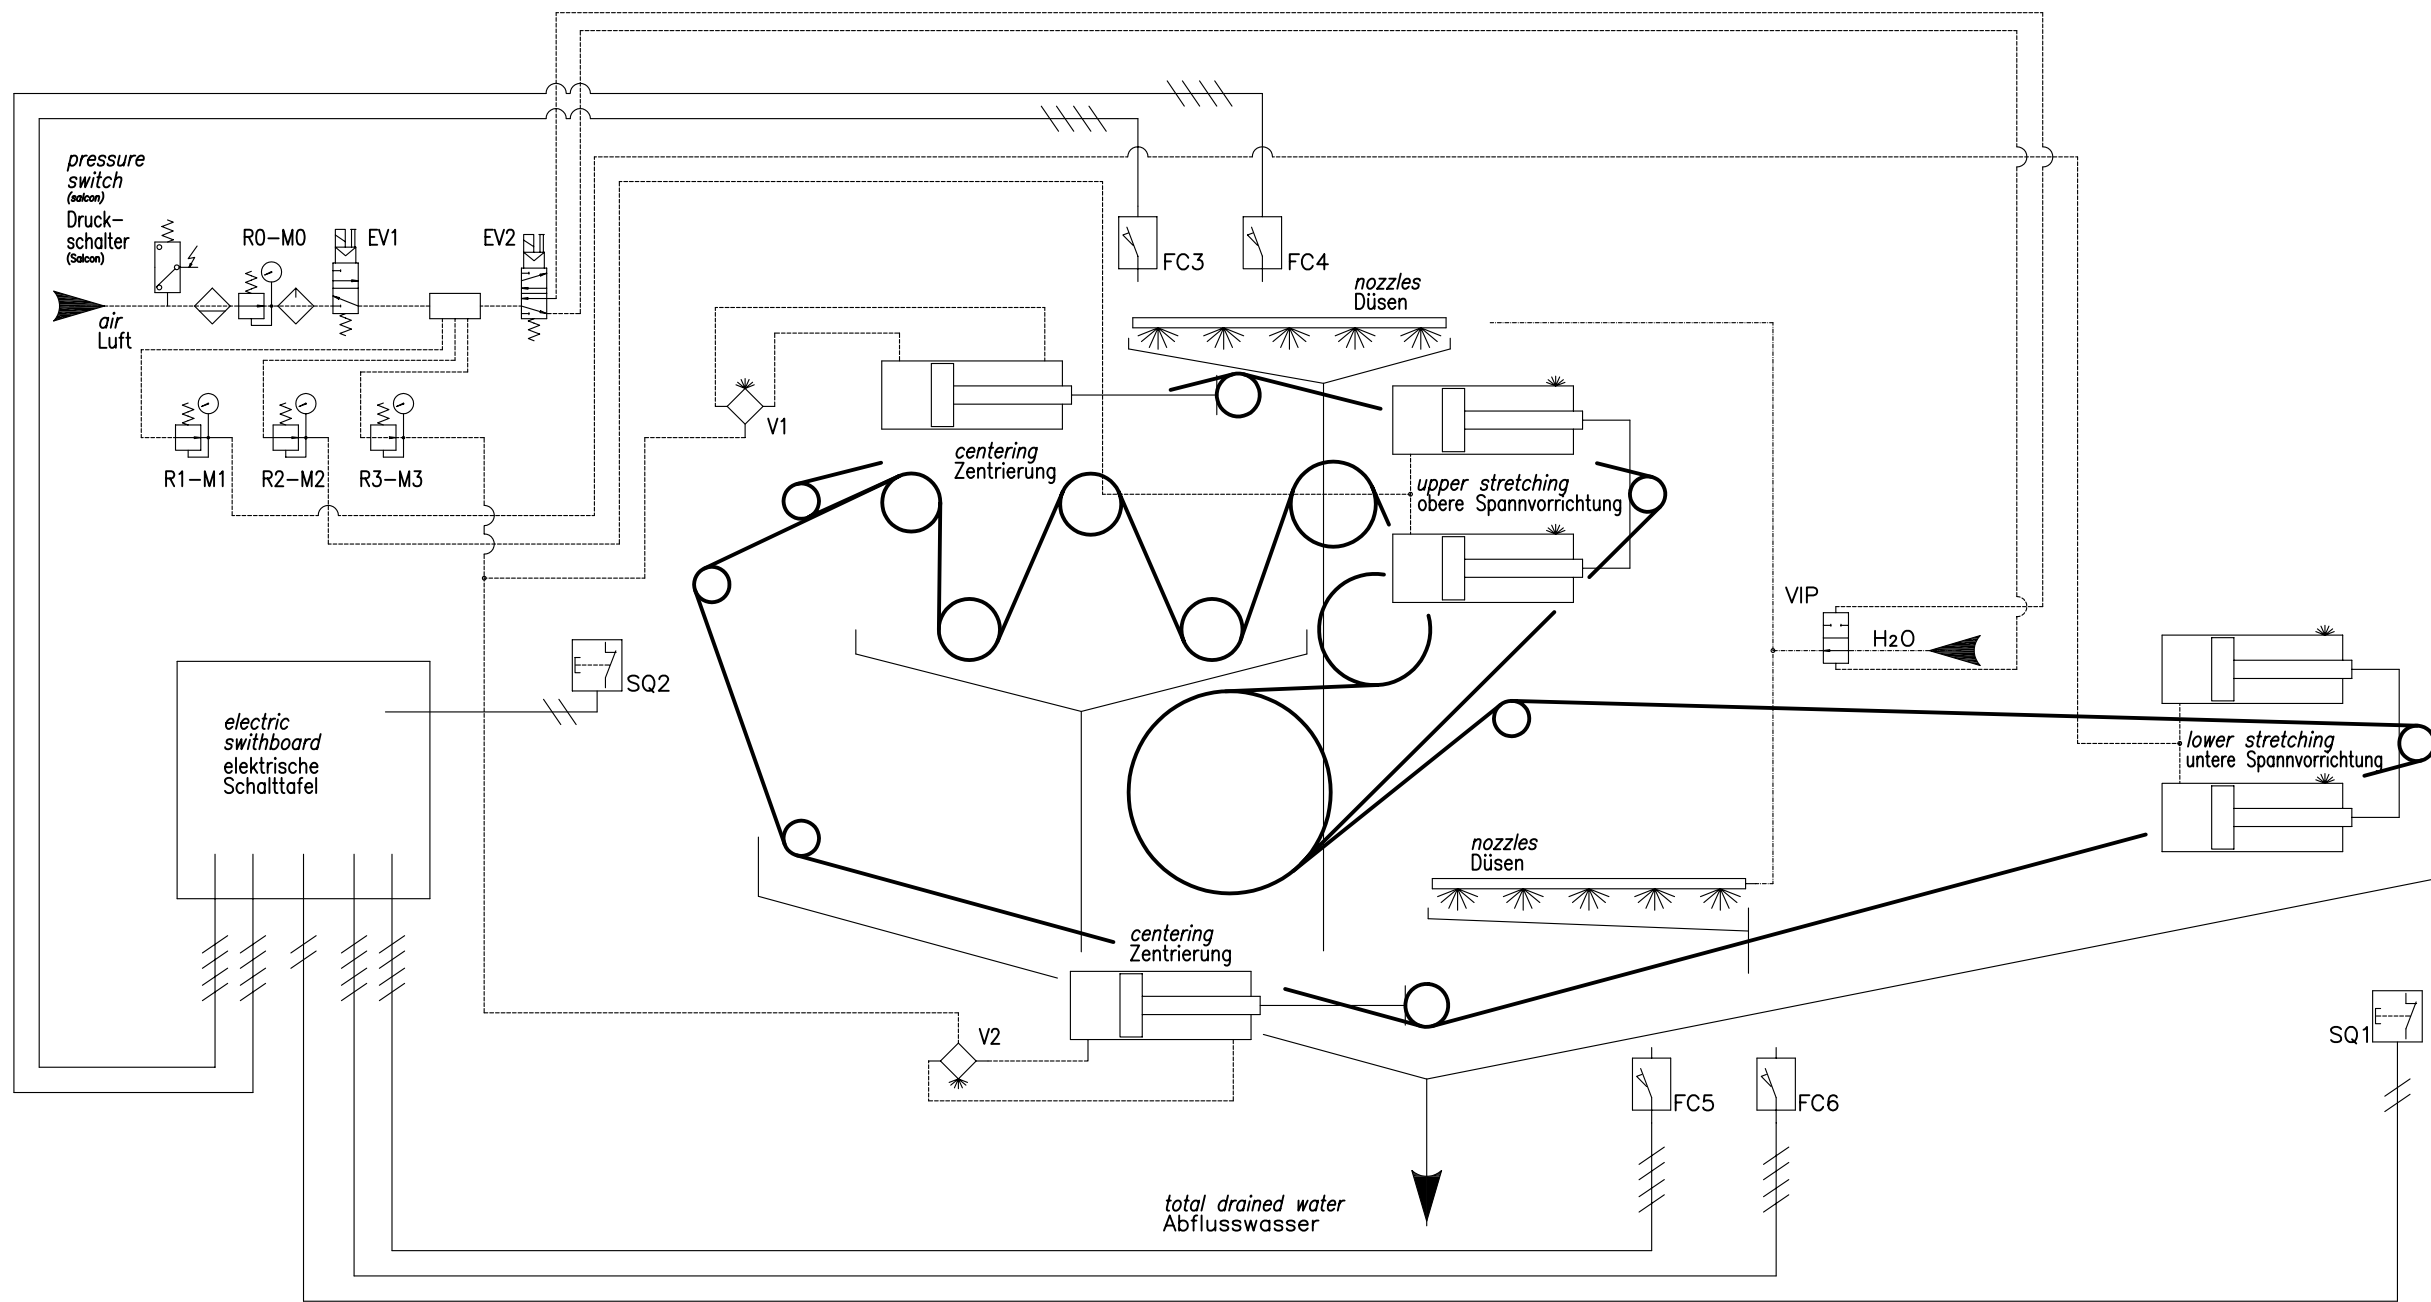 pressure
switch
(salcon)
Druck-
schalter
(Salcon)
R0-M0
EV1
EV2
air
Luft
R1-M1
R2-M2
R3-M3
FC3
FC4
nozzles
Düsen
V1
centering
Zentrierung
upper stretching
obere Spannvorrichtung
VIP
H2O
SQ2
electric
swithboard
elektrische
Schalttafel
lower stretching
untere Spannvorrichtung
nozzles
Düsen
centering
Zentrierung
V2
SQ1
FC5
FC6
total drained water
Abflusswasser